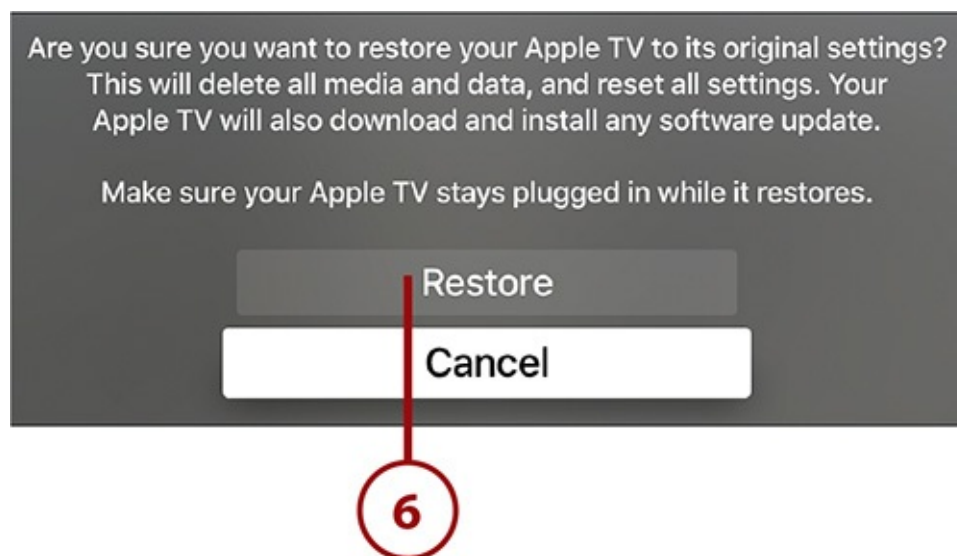 Are you sure you want to restore your Apple TV to its original settings?
This will delete all media and data, and reset all settings. Your
Apple TV will also download and install any software update.
Make sure your Apple TV stays plugged in while it restores.
Restore
Cancel
6